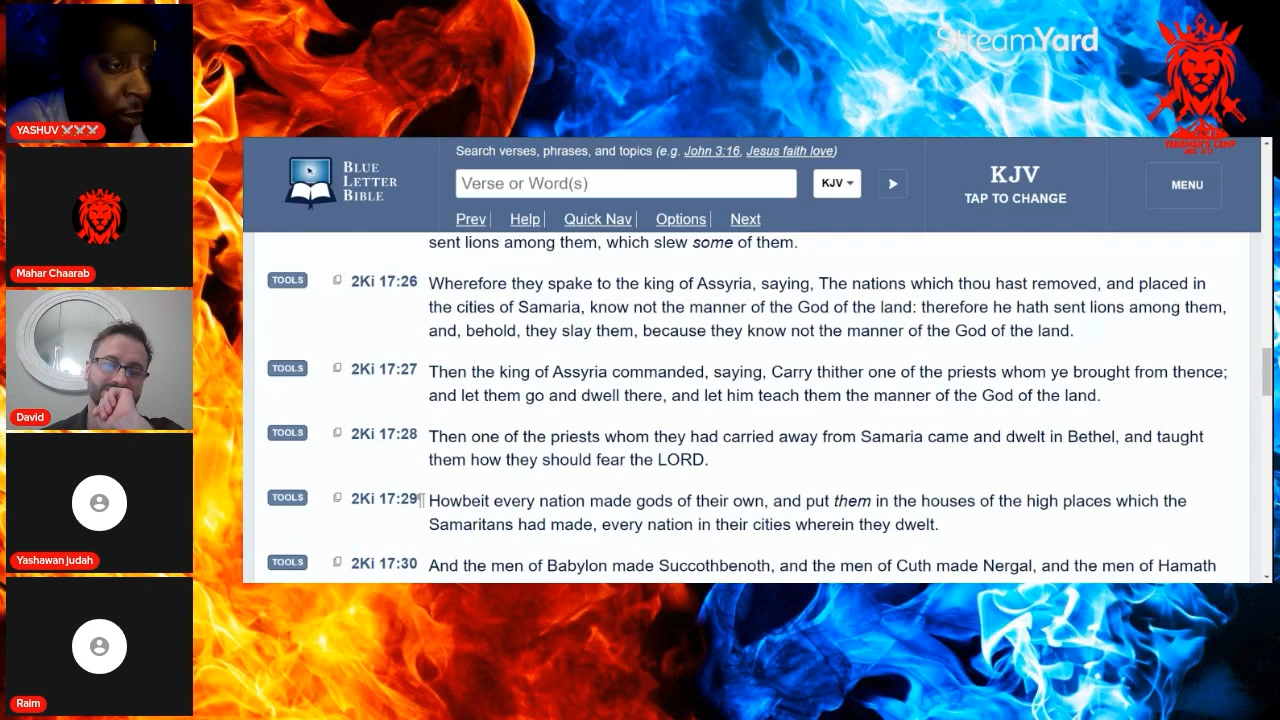 StreamYard
YAHAWAH'S CAMP
YASHUV ⚔⚔⚔
Mahar Chaarab
David
Yashawan judah
Raim
BLUE
LETTER
BIBLE
Search verses, phrases, and topics (e.g. John 3:16, Jesus faith love)
Verse or Word(s)
KJV
Prev
Help
Quick Nav
Options
Next
KJV
TAP TO CHANGE
MENU
sent lions among them, which slew some of them.
TOOLS 2Ki 17:26 Wherefore they spake to the king of Assyria, saying, The nations which thou hast removed, and placed in
the cities of Samaria, know not the manner of the God of the land: therefore he hath sent lions among them,
and, behold, they slay them, because they know not the manner of the God of the land.
TOOLS 2Ki 17:27 Then the king of Assyria commanded, saying, Carry thither one of the priests whom ye brought from thence;
and let them go and dwell there, and let him teach them the manner of the God of the land.
TOOLS 2Ki 17:28 Then one of the priests whom they had carried away from Samaria came and dwelt in Bethel, and taught
them how they should fear the LORD.
TOOLS 2Ki 17:29¶ Howbeit every nation made gods of their own, and put them in the houses of the high places which the
Samaritans had made, every nation in their cities wherein they dwelt.
TOOLS 2Ki 17:30 And the men of Babylon made Succothbenoth, and the men of Cuth made Nergal, and the men of Hamath